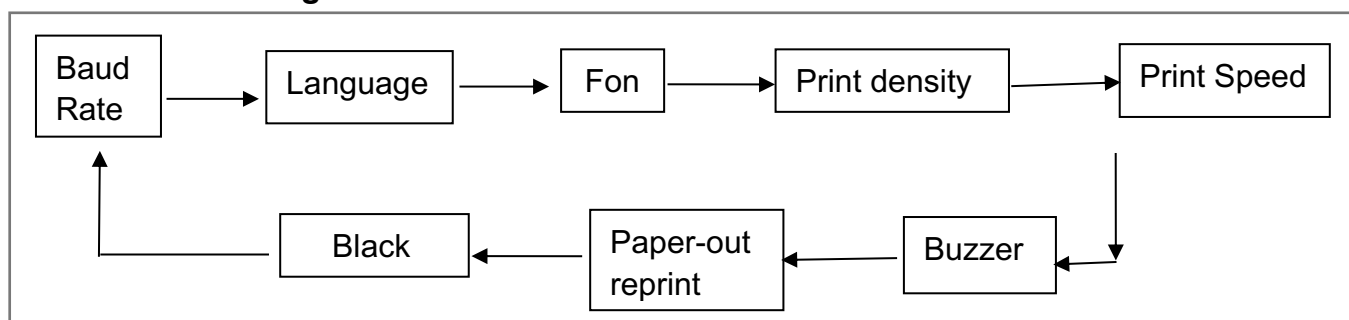 Baud
Rate
Language
Fon
Print density
Print Speed
Buzzer
Paper-out
reprint
Black